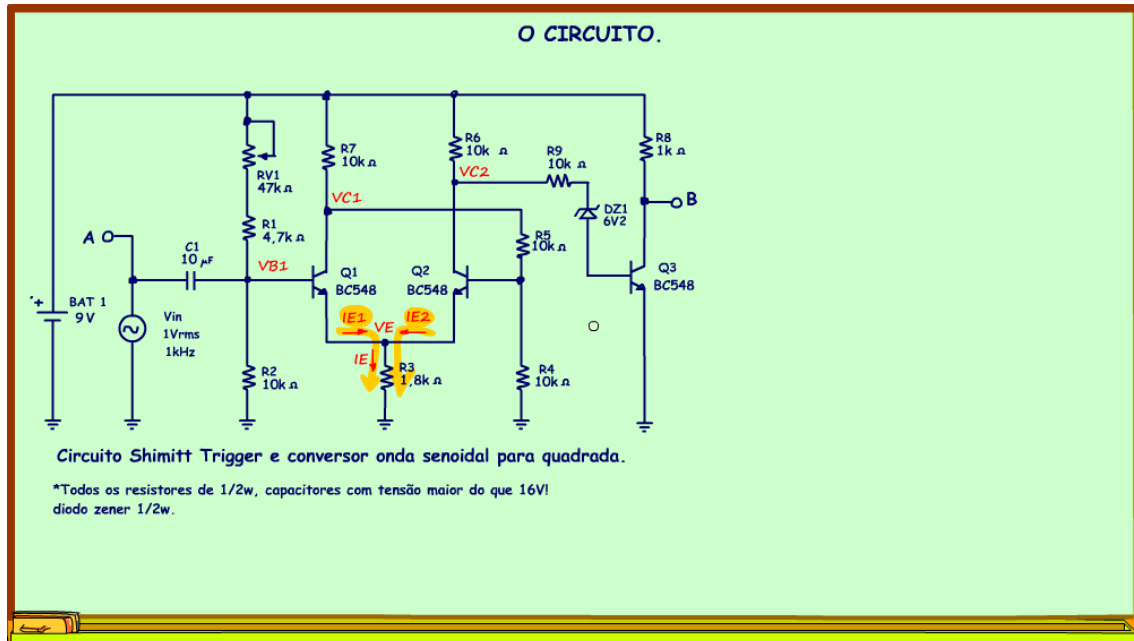 O CIRCUITO.
R7
10kΩ
R6
10k Ω
R9
10k Ω
R8
1k Ω
RV1
47kΩ
VC1
VC2
DZ1
6V2
B
R1
4,7kΩ
R5
10kΩ
A
C1
10 µF
VB1
Q1
BC548
Q2
BC548
Q3
BC548
+
BAT 1
9V
Vin
1Vrms
1kHz
IE1
VE
IE2
IE
R2
10kΩ
R3
1,8kΩ
R4
10kΩ
Circuito Shimitt Trigger e conversor onda senoidal para quadrada.
*Todos os resistores de 1/2w, capacitores com tensão maior do que 16V!
diodo zener 1/2w.